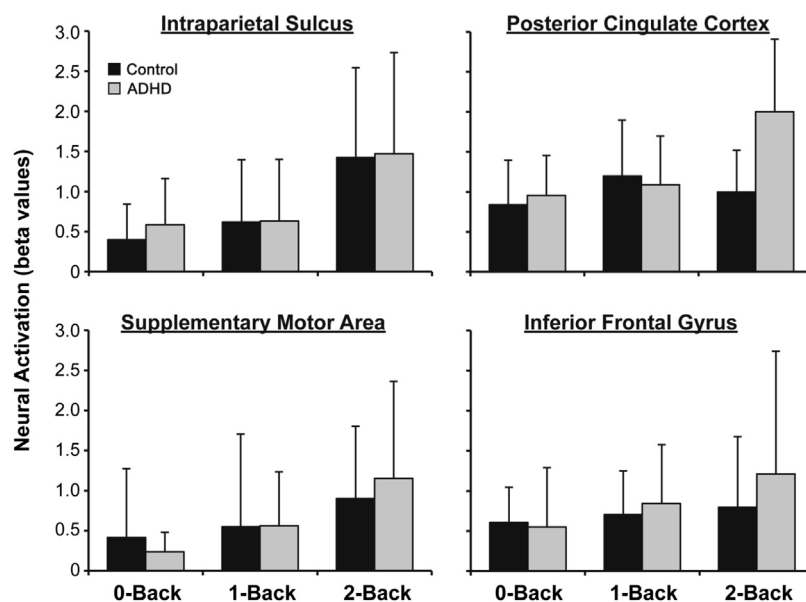 Neural Activation (beta values)
Intraparietal Sulcus
3.0
2.5
2.0
1.5
1.0
0.5
0
Control
ADHD
Posterior Cingulate Cortex
Supplementary Motor Area
3.0
2.5
2.0
1.5
1.0
0.5
0
0-Back 1-Back 2-Back
Inferior Frontal Gyrus
0-Back 1-Back 2-Back